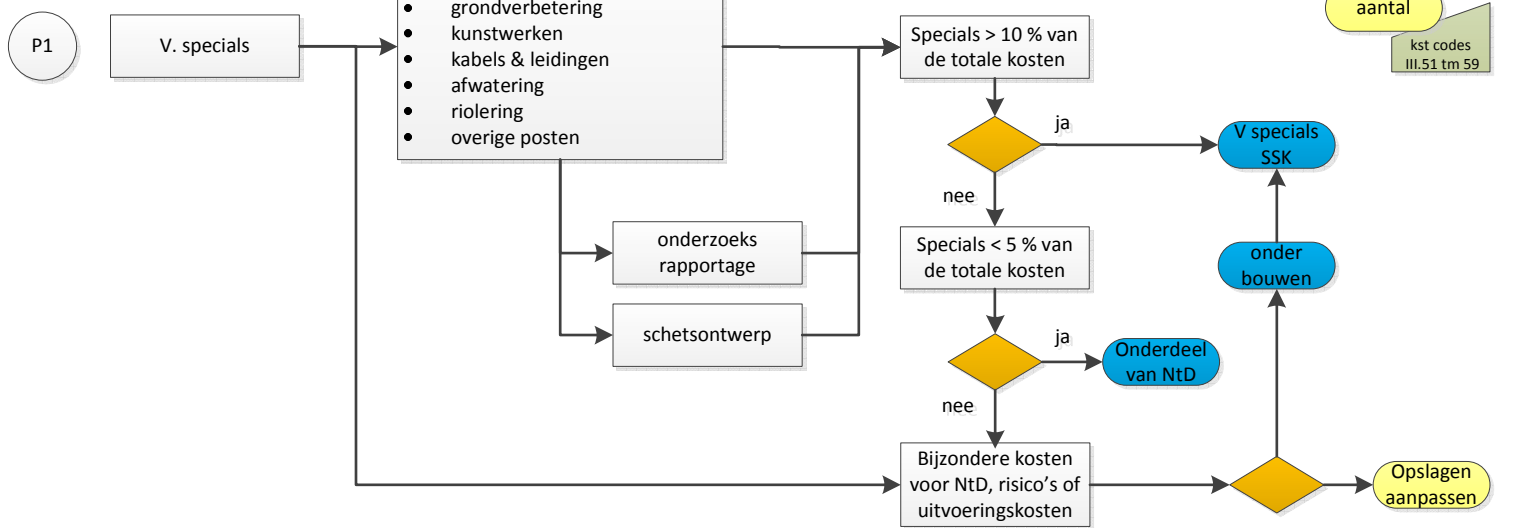 P1
V. specials
• grondverbetering
• kunstwerken
• kabels & leidingen
• afwatering
• riolering
• overige posten
onderzoeks
rapportage
schetsontwerp
Specials > 10 % van
de totale kosten
ja
nee
V specials
SSK
Specials < 5 % van
de totale kosten
onder
bouwen
ja
nee
Onderdeel
van NtD
Bijzondere kosten
voor NtD, risico's of
uitvoeringskosten
Opslagen
aanpassen
aantal
kst codes
III.51 tm 59